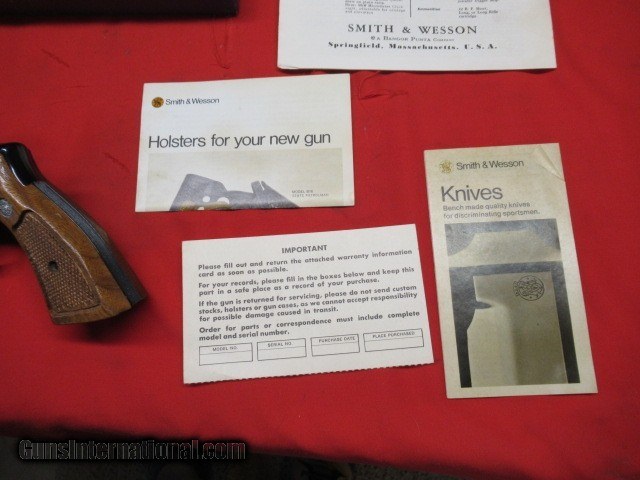 SMITH & WESSON
A BANGOR PUNTA COMPANY
Springfield, Massachusetts, U. S. A.
Smith & Wesson
Holsters for your new gun
Smith & Wesson
Knives
Bench made quality knives
for discriminating sportsmen.
IMPORTANT
Please fill out and return the attached warranty information
card as soon as possible.
For your records, please fill in the boxes below and keep this
part in a safe place as a record of your purchase.
If the gun is returned for servicing, please do not send custom
stocks, holsters or gun cases, as we cannot accept responsibility
for possible damage caused in transit.
Order for parts or correspondence must include complete
model and serial number.
MODEL NO.
SERIAL NO.
PURCHASE DATE
PLACE PURCHASED
GunsInternational.com